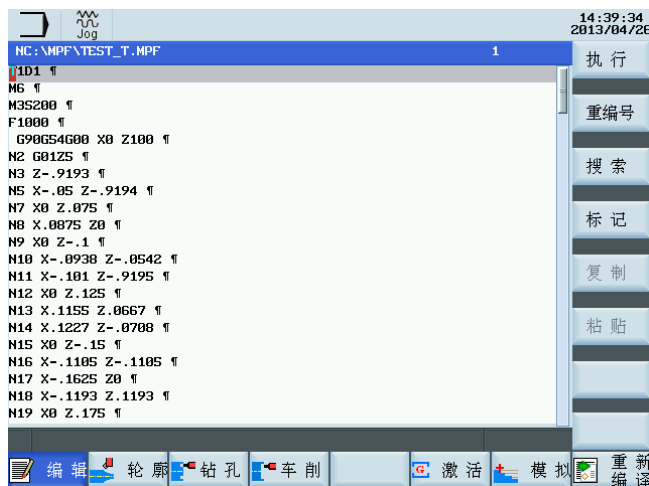 Jog
14:39:34
2013/04/26
NC:\MPF\TEST_T.MPF 1
T1D1 ¶
M6 ¶
M3S200 ¶
F1000 ¶
G90G54G00 X0 Z100 ¶
N2 G01Z5 ¶
N3 Z-.9193 ¶
N5 X-.05 Z-.9194 ¶
N7 X0 Z.075 ¶
N8 X.0875 Z0 ¶
N9 X0 Z-.1 ¶
N10 X-.0938 Z-.0542 ¶
N11 X-.101 Z-.9195 ¶
N12 X0 Z.125 ¶
N13 X.1155 Z.0667 ¶
N14 X.1227 Z-.0708 ¶
N15 X0 Z-.15 ¶
N16 X-.1105 Z-.1105 ¶
N17 X-.1625 Z0 ¶
N18 X-.1193 Z.1193 ¶
N19 X0 Z.175 ¶
执行
重编号
搜索
标记
复制
粘贴
编辑
轮廓
钻孔
车削
激活
模拟
重新
编译